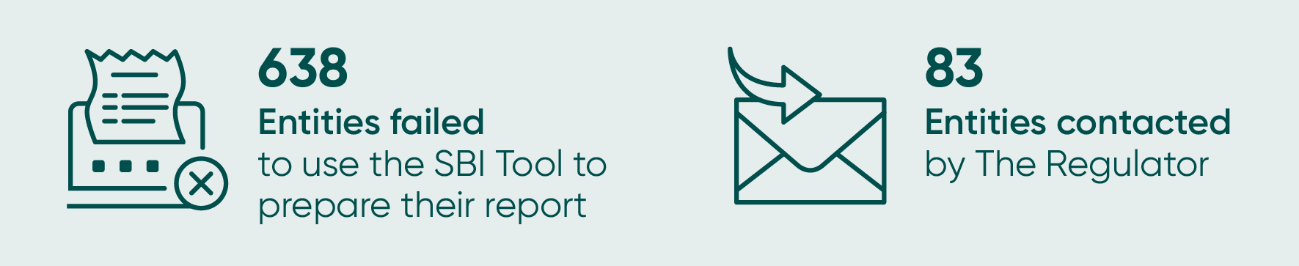 638
Entities failed
to use the SBI Tool to
prepare their report
83
Entities contacted
by The Regulator